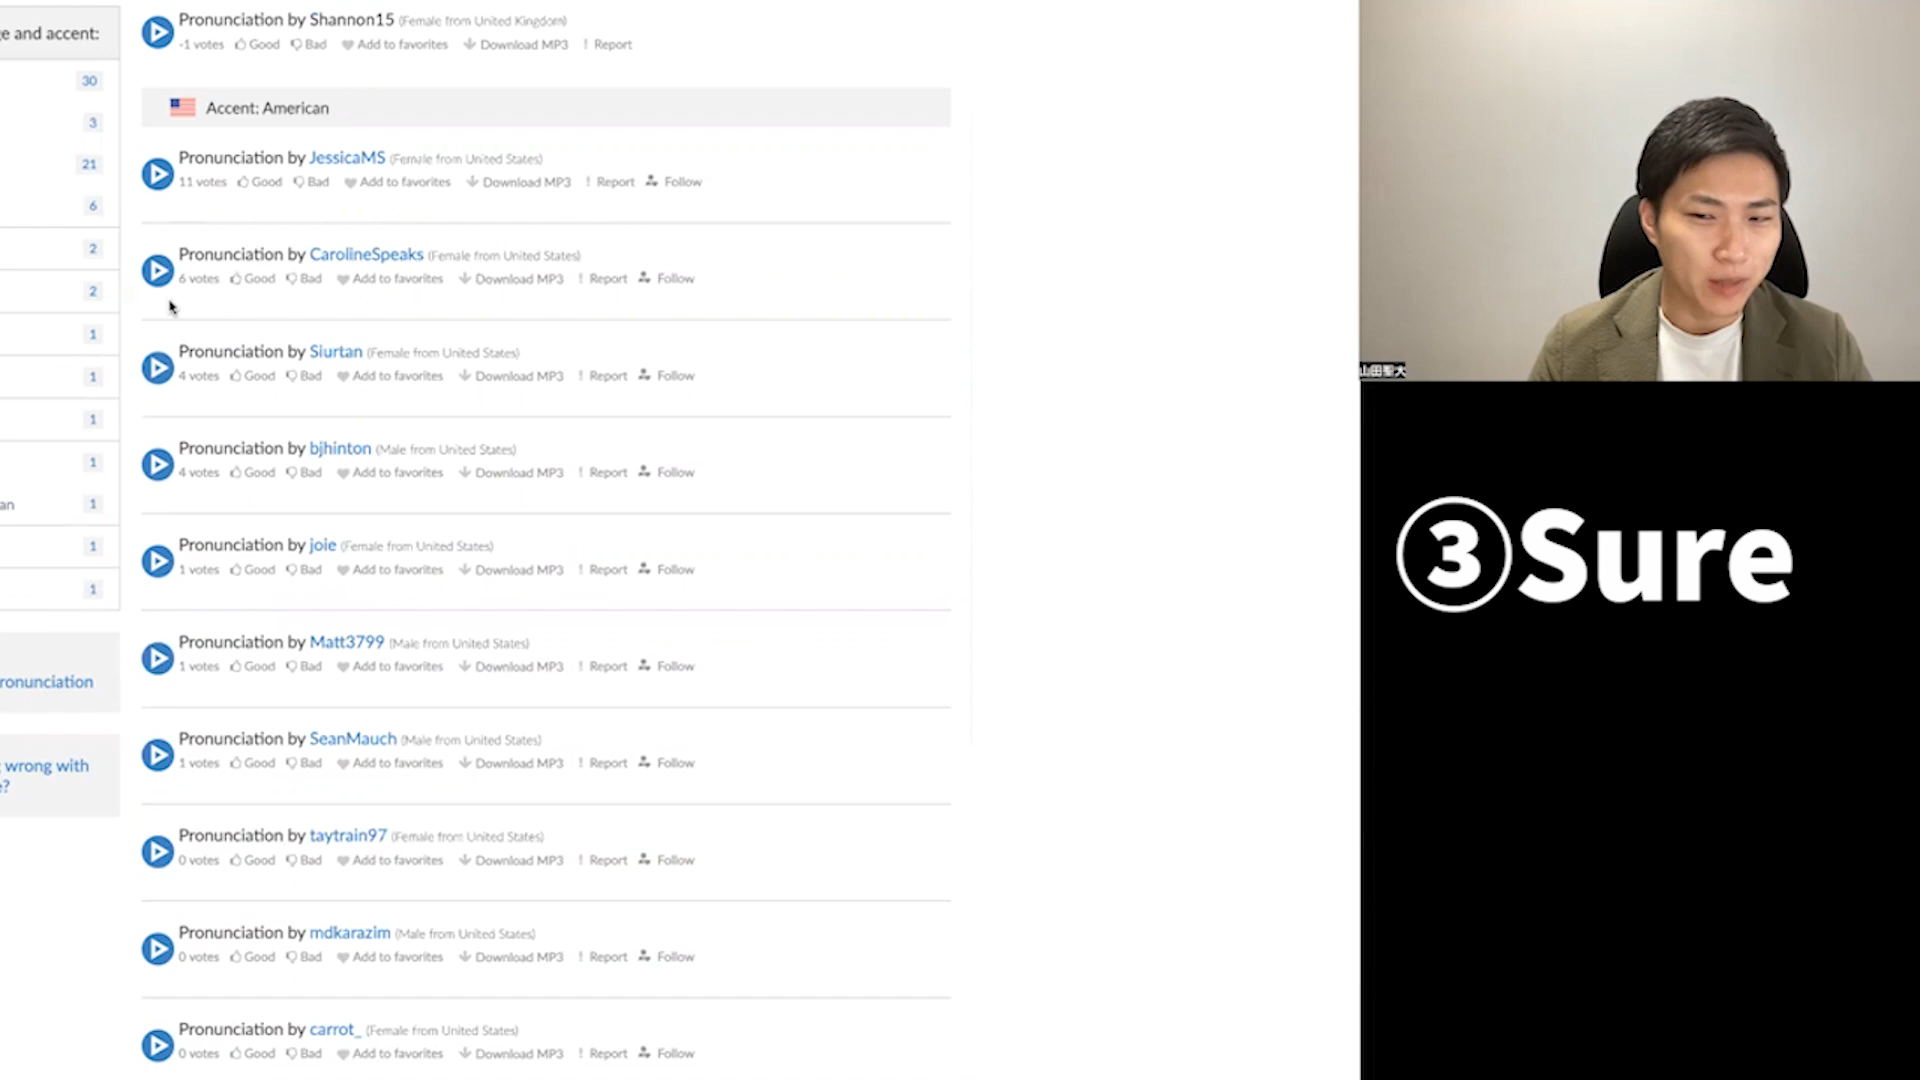 ge and accent:
30
3
21
6
2
2
1
1
1
1
an
1
1
1
ronunciation
wrong with
e?
Pronunciation by Shannon15 (Female from United Kingdom)
-1 votes Good Bad Add to favorites Download MP3 ! Report
Accent: American
Pronunciation by JessicaMS (Female from United States)
11 votes Good Bad Add to favorites Download MP3 ! Report Follow
Pronunciation by CarolineSpeaks (Female from United States)
6 votes Good Bad Add to favorites Download MP3 ! Report Follow
Pronunciation by Siurtan (Female from United States)
4 votes Good Bad Add to favorites Download MP3 ! Report Follow
Pronunciation by bjhinton (Male from United States)
4 votes Good Bad Add to favorites Download MP3 ! Report Follow
Pronunciation by joie (Female from United States)
1 votes Good Bad Add to favorites Download MP3 ! Report Follow
Pronunciation by Matt3799 (Male from United States)
1 votes Good Bad Add to favorites Download MP3 ! Report Follow
Pronunciation by SeanMauch (Male from United States)
1 votes Good Bad Add to favorites Download MP3 ! Report Follow
Pronunciation by taytrain97 (Female from United States)
0 votes Good Bad Add to favorites Download MP3 ! Report Follow
Pronunciation by mdkarazim (Male from United States)
0 votes Good Bad Add to favorites Download MP3 ! Report Follow
Pronunciation by carrot_ (Female from United States)
0 votes Good Bad Add to favorites Download MP3 ! Report Follow
③Sure